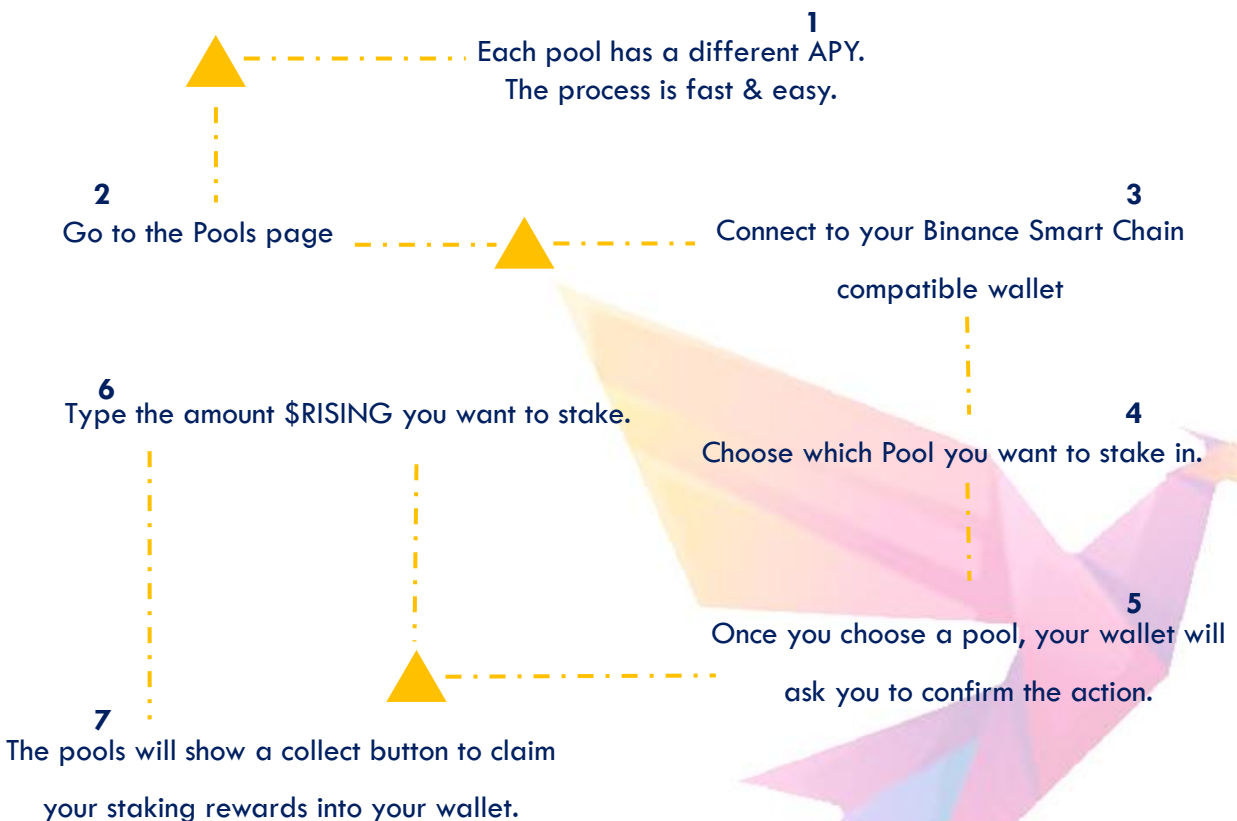 1
Each pool has a different APY.
The process is fast & easy.
2
Go to the Pools page
3
Connect to your Binance Smart Chain
compatible wallet
4
Choose which Pool you want to stake in.
5
Once you choose a pool, your wallet will
ask you to confirm the action.
6
Type the amount $RISING you want to stake.
7
The pools will show a collect button to claim
your staking rewards into your wallet.